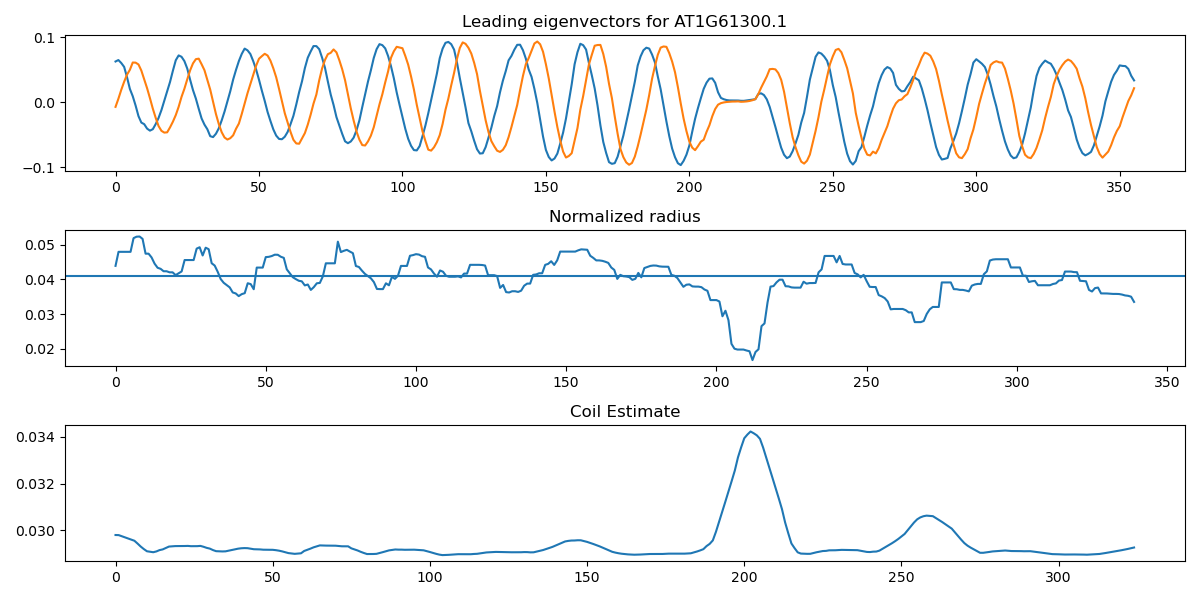 Leading eigenvectors for AT1G61300.1
0.1
0.0
−0.1
0 50 100 150 200 250 300 350
Normalized radius
0.05
0.04
0.03
0.02
0 50 100 150 200 250 300 350
Coil Estimate
0.034
0.032
0.030
0 50 100 150 200 250 300